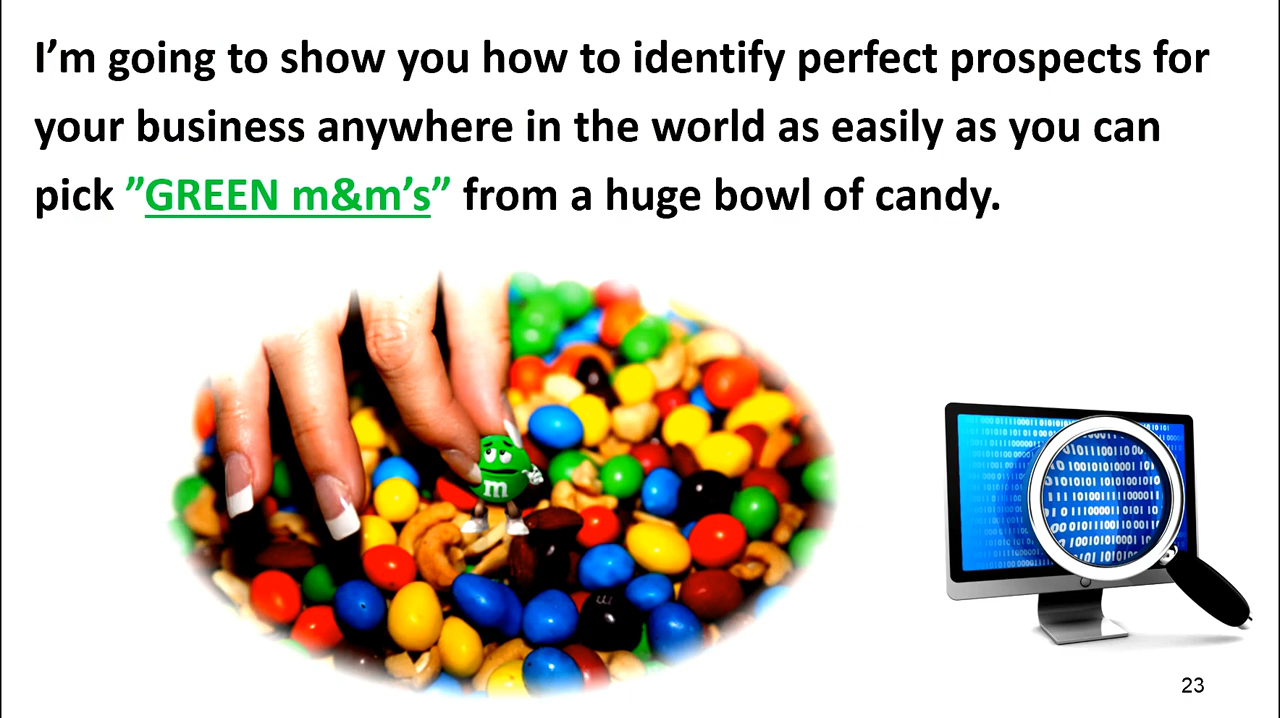 I’m going to show you how to identify perfect prospects for
your business anywhere in the world as easily as you can
pick ”GREEN m&m’s” from a huge bowl of candy.
m
23